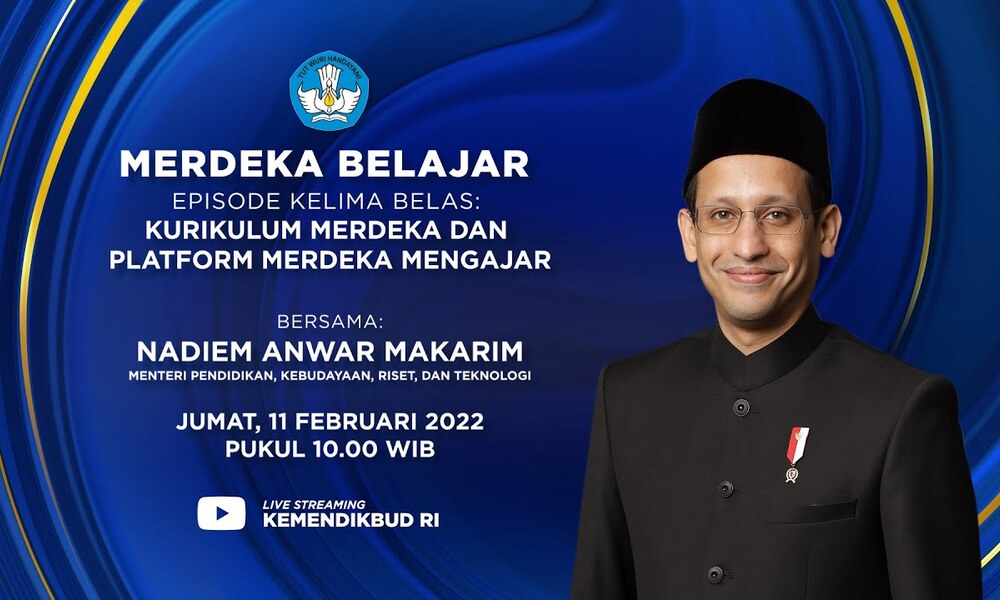 TUT WURI HANDAYANI
MERDEKA BELAJAR
EPISODE KELIMA BELAS:
KURIKULUM MERDEKA DAN
PLATFORM MERDEKA MENGAJAR
BERSAMA:
NADIEM ANWAR MAKARIM
MENTERI PENDIDIKAN, KEBUDAYAAN, RISET, DAN TEKNOLOGI
JUMAT, 11 FEBRUARI 2022
PUKUL 10.00 WIB
LIVE STREAMING
KEMENDIKBUD RI